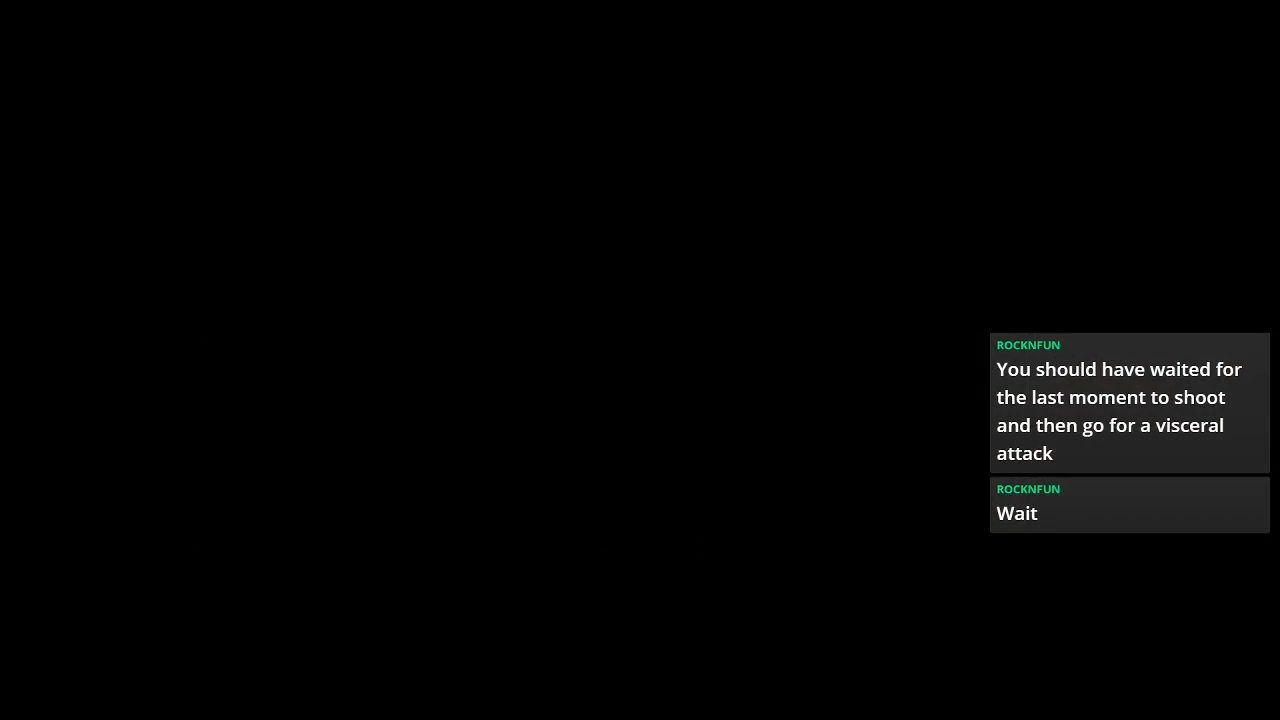 ROCKNFUN
You should have waited for
the last moment to shoot
and then go for a visceral
attack
ROCKNFUN
Wait